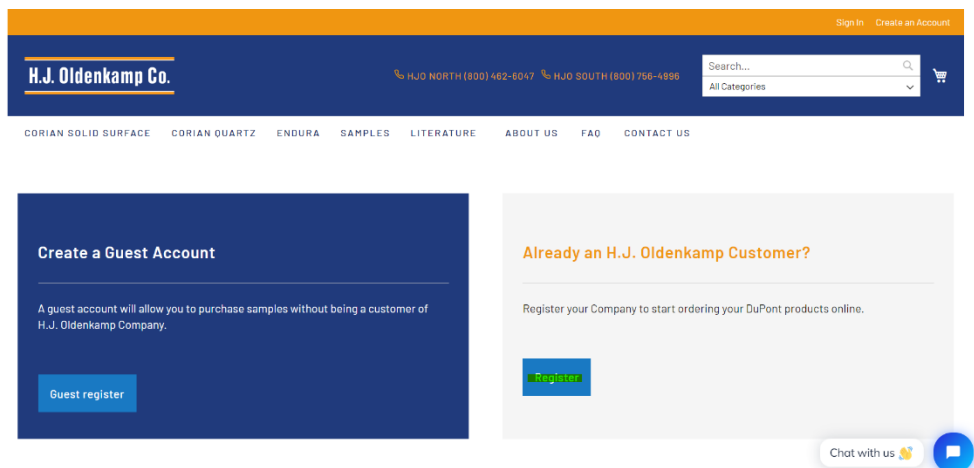 Sign In Create an Account
H.J. Oldenkamp Co.
HJO NORTH (800) 462-6047 HJO SOUTH (800) 756-4996
Search...
All Categories
CORIAN SOLID SURFACE CORIAN QUARTZ ENDURA SAMPLES LITERATURE ABOUT US FAQ CONTACT US
Create a Guest Account
A guest account will allow you to purchase samples without being a customer of
H.J. Oldenkamp Company.
Guest register
Already an H.J. Oldenkamp Customer?
Register your Company to start ordering your DuPont products online.
Register
Chat with us 👋